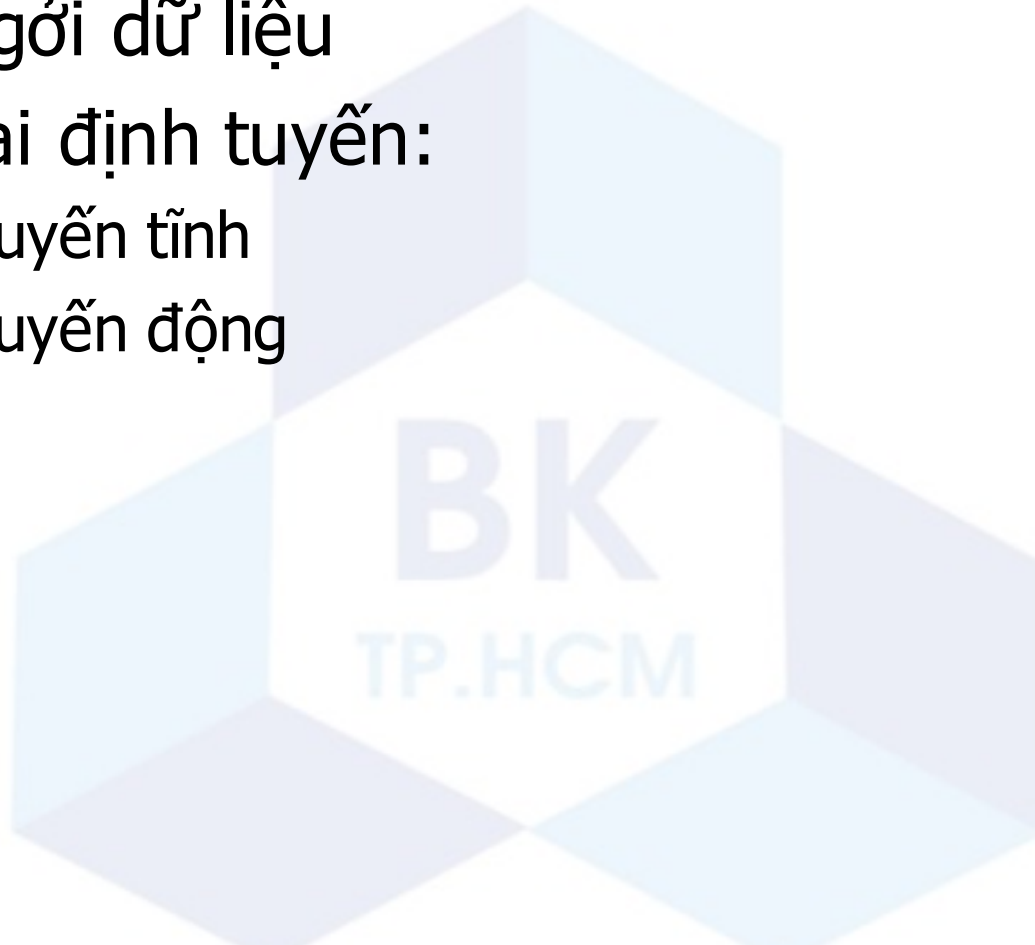 gởi dữ liệu
ai định tuyến:
uyến tĩnh
uyến động
BK
TP.HCM